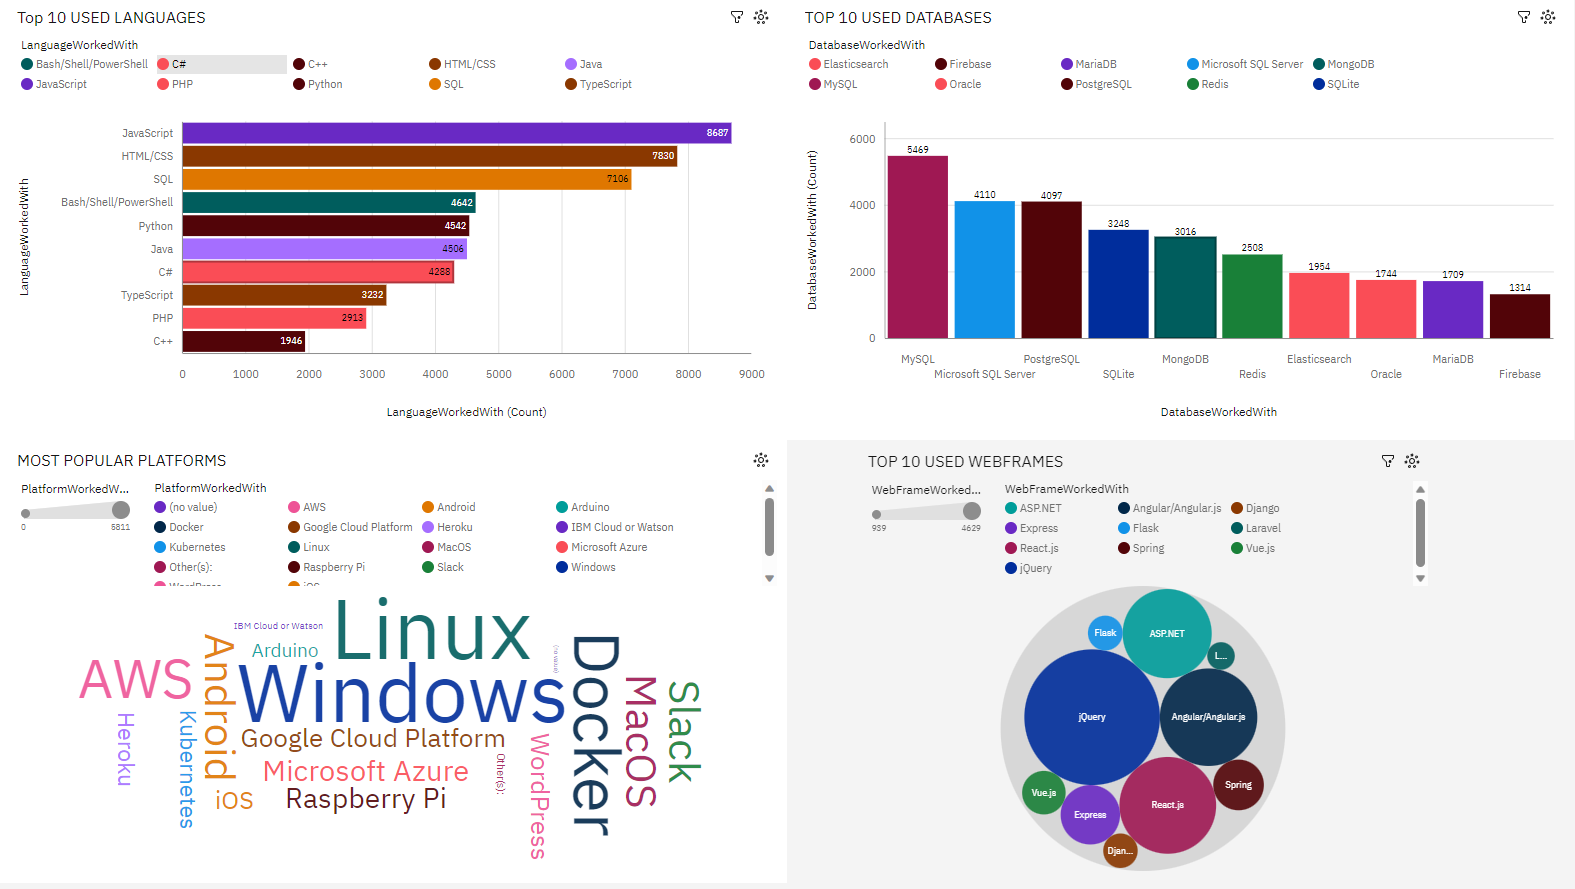 Top 10 USED LANGUAGES
LanguageWorkedWith
Bash/Shell/PowerShell C# C++ HTML/CSS Java
JavaScript PHP Python SQL TypeScript
LanguageWorkedWith
JavaScript 8687
HTML/CSS 7830
SQL 7106
Bash/Shell/PowerShell 4642
Python 4542
Java 4506
C# 4288
TypeScript 3232
PHP 2913
C++ 1946
0 1000 2000 3000 4000 5000 6000 7000 8000 9000
LanguageWorkedWith (Count)
TOP 10 USED DATABASES
DatabaseWorkedWith
Elasticsearch Firebase MariaDB Microsoft SQL Server MongoDB
MySQL Oracle PostgreSQL Redis SQLite
DatabaseWorkedWith (Count)
6000
4000
2000
0
5469 4110 4097 3248 3016 2508 1954 1744 1709 1314
MySQL PostgreSQL MongoDB Elasticsearch MariaDB
Microsoft SQL Server SQLite Redis Oracle Firebase
DatabaseWorkedWith
MOST POPULAR PLATFORMS
PlatformWorkedW...
0 5811
PlatformWorkedWith
(no value) AWS Android Arduino
Docker Google Cloud Platform Heroku IBM Cloud or Watson
Kubernetes Linux MacOS Microsoft Azure
Other(s): Raspberry Pi Slack Windows
WordPress iOS
IBM Cloud or Watson
Linux
Arduino
AWS
Android
Windows
(no value)
Docker
MacOS
Slack
Heroku
Kubernetes
Google Cloud Platform
Microsoft Azure
Other(s):
WordPress
iOS
Raspberry Pi
TOP 10 USED WEBFRAMES
WebFrameWorked...
939 4629
WebFrameWorkedWith
ASP.NET Angular/Angular.js Django
Express Flask Laravel
React.js Spring Vue.js
jQuery
Flask
ASP.NET
L...
jQuery
Angular/Angular.js
Spring
Vue.js
React.js
Express
Djan...